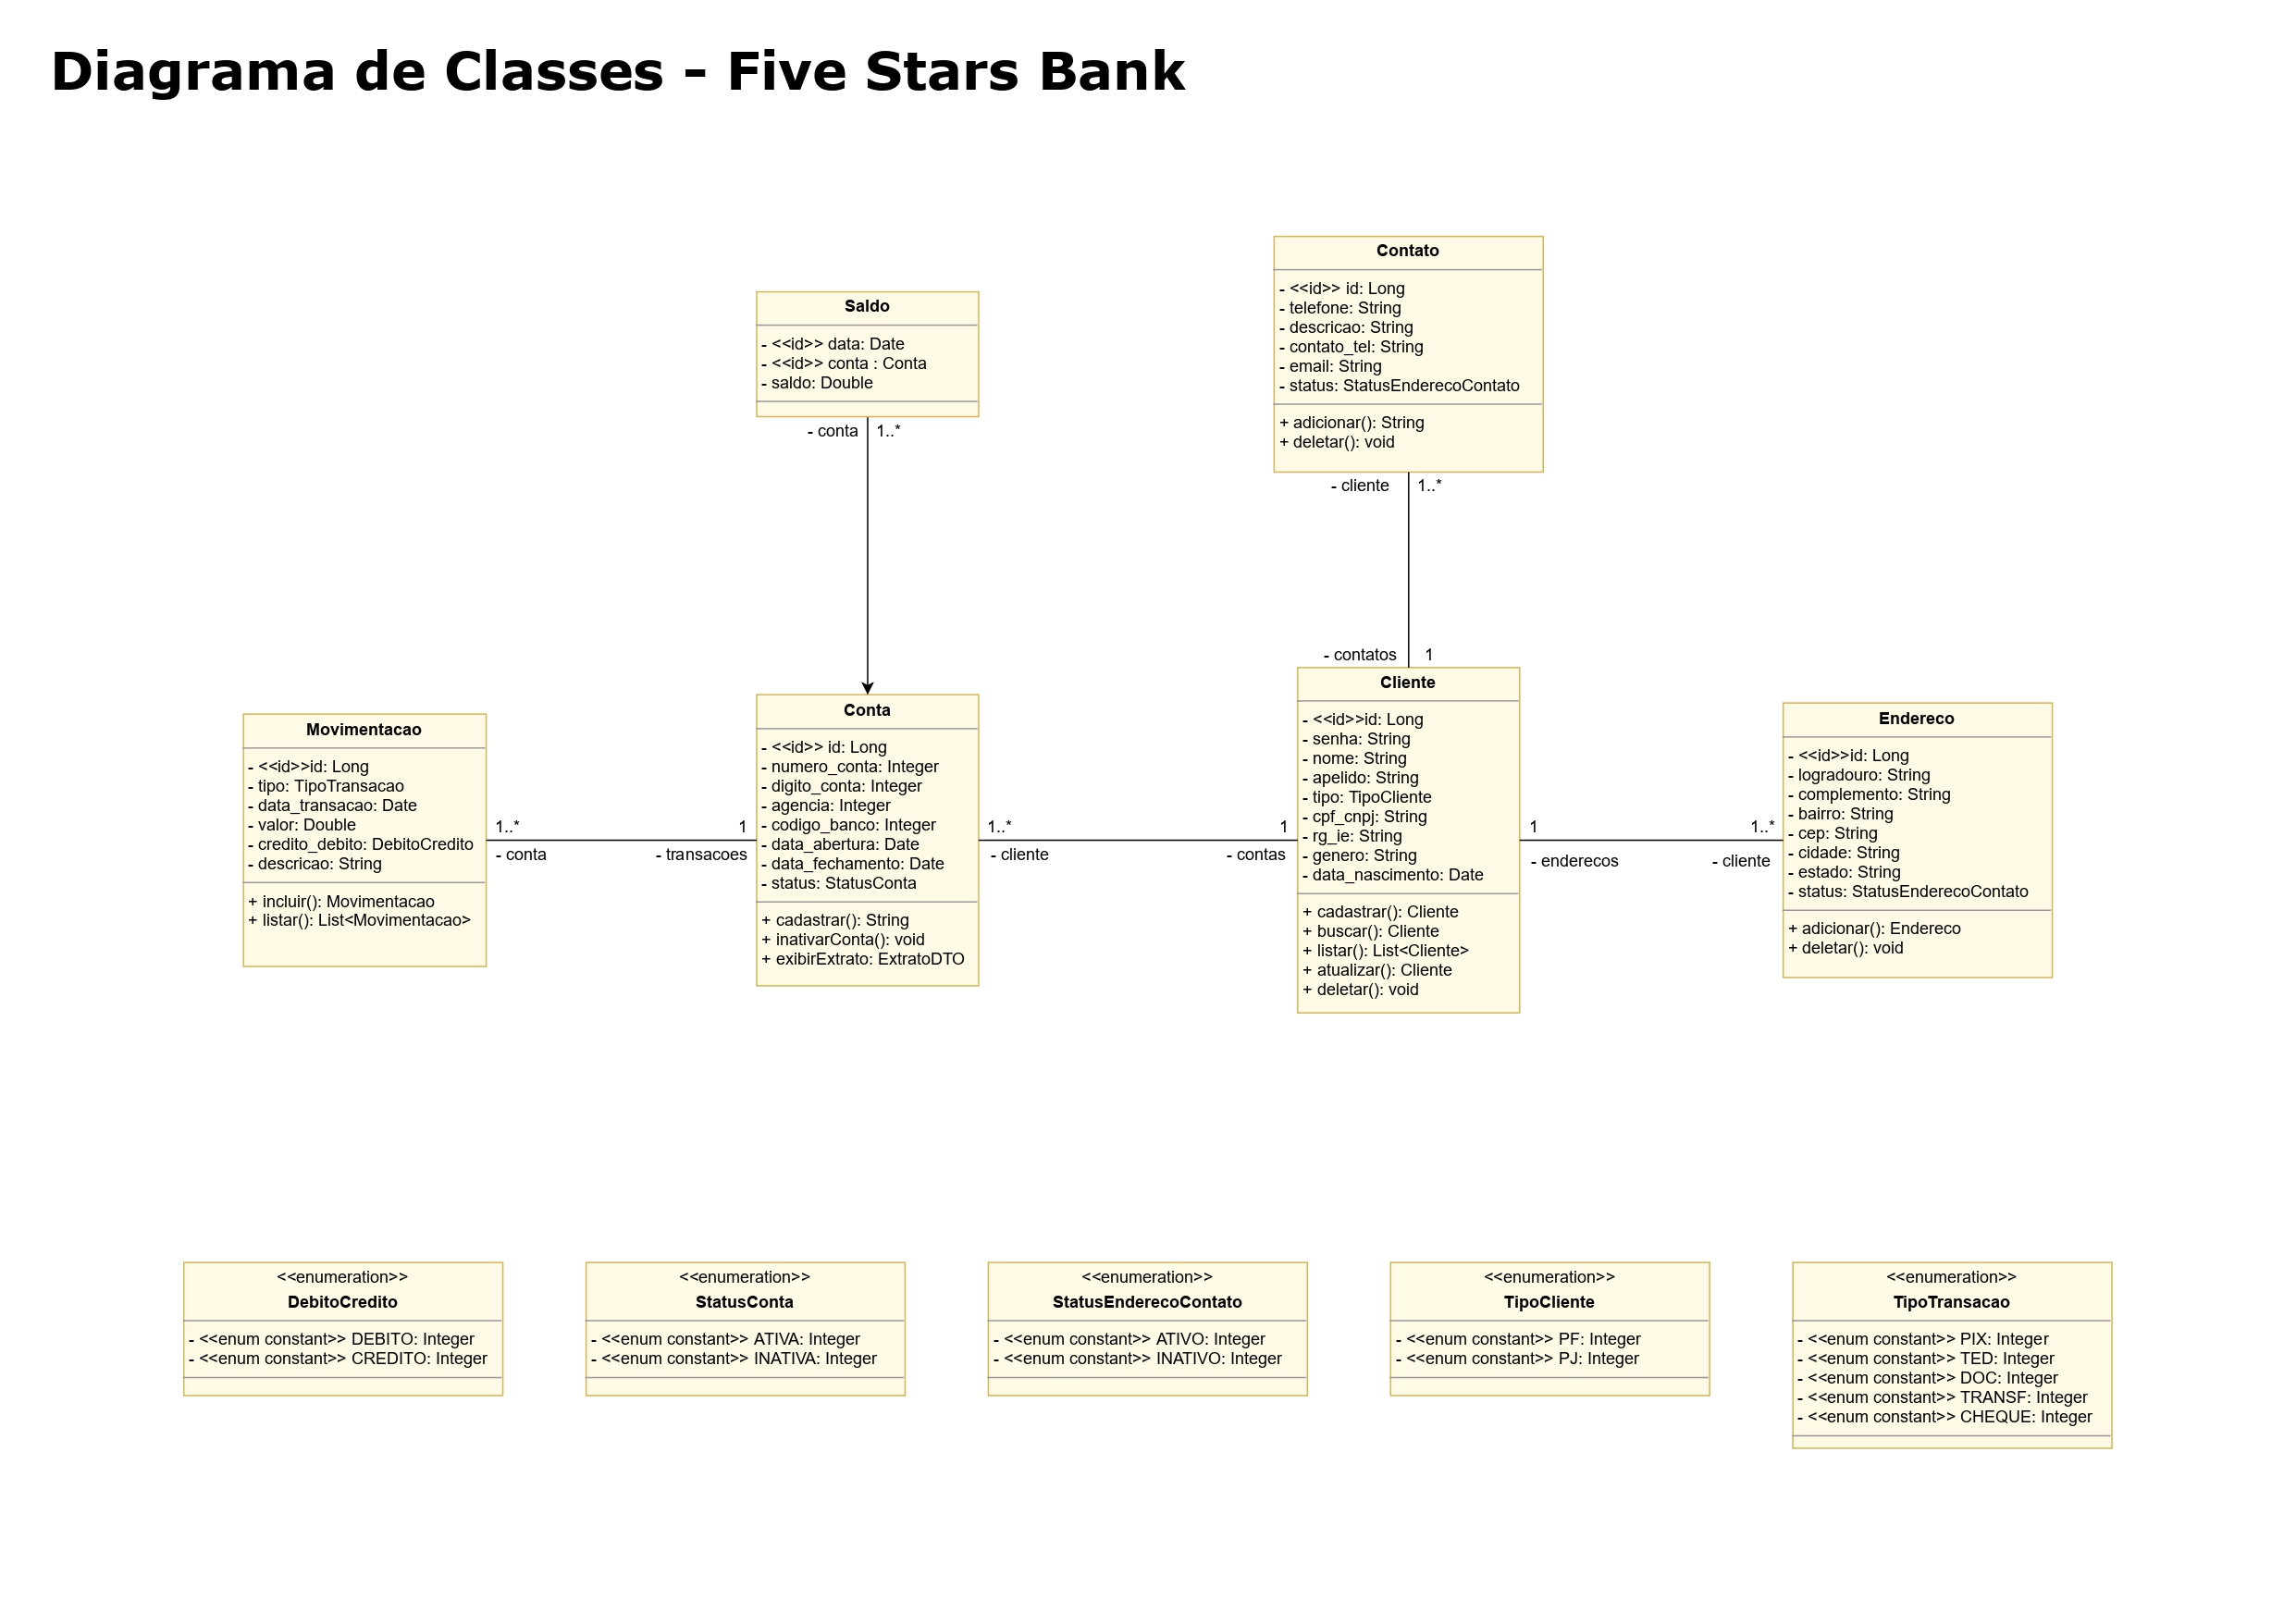 Diagrama de Classes - Five Stars Bank
Contato
- <<id>> id: Long
- telefone: String
- descricao: String
- contato_tel: String
- email: String
- status: StatusEnderecoContato
+ adicionar(): String
+ deletar(): void
- cliente
1..*
Saldo
- <<id>> data: Date
- <<id>> conta : Conta
- saldo: Double
- conta
1..*
Movimentacao
- <<id>>id: Long
- tipo: TipoTransacao
- data_transacao: Date
- valor: Double
- credito_debito: DebitoCredito
- descricao: String
+ incluir(): Movimentacao
+ listar(): List<Movimentacao>
1..*
- conta
1
- transacoes
Conta
- <<id>> id: Long
- numero_conta: Integer
- digito_conta: Integer
- agencia: Integer
- codigo_banco: Integer
- data_abertura: Date
- data_fechamento: Date
- status: StatusConta
+ cadastrar(): String
+ inativarConta(): void
+ exibirExtrato: ExtratoDTO
1..*
- cliente
1
- contas
- contatos
1
Cliente
- <<id>>id: Long
- senha: String
- nome: String
- apelido: String
- tipo: TipoCliente
- cpf_cnpj: String
- rg_ie: String
- genero: String
- data_nascimento: Date
+ cadastrar(): Cliente
+ buscar(): Cliente
+ listar(): List<Cliente>
+ atualizar(): Cliente
+ deletar(): void
1
- enderecos
1..*
- cliente
Endereco
- <<id>>id: Long
- logradouro: String
- complemento: String
- bairro: String
- cep: String
- cidade: String
- estado: String
- status: StatusEnderecoContato
+ adicionar(): Endereco
+ deletar(): void
<<enumeration>>
DebitoCredito
- <<enum constant>> DEBITO: Integer
- <<enum constant>> CREDITO: Integer
<<enumeration>>
StatusConta
- <<enum constant>> ATIVA: Integer
- <<enum constant>> INATIVA: Integer
<<enumeration>>
StatusEnderecoContato
- <<enum constant>> ATIVO: Integer
- <<enum constant>> INATIVO: Integer
<<enumeration>>
TipoCliente
- <<enum constant>> PF: Integer
- <<enum constant>> PJ: Integer
<<enumeration>>
TipoTransacao
- <<enum constant>> PIX: Integer
- <<enum constant>> TED: Integer
- <<enum constant>> DOC: Integer
- <<enum constant>> TRANSF: Integer
- <<enum constant>> CHEQUE: Integer